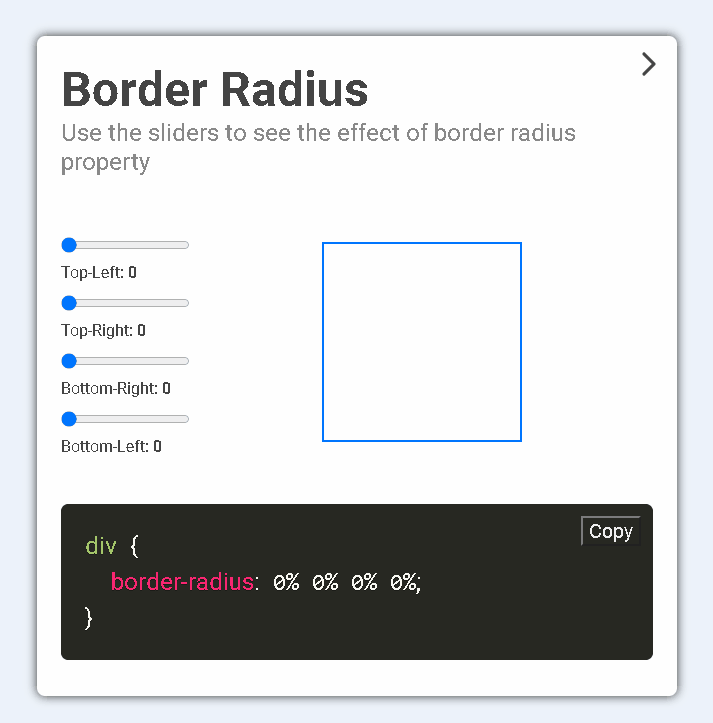 Border Radius
Use the sliders to see the effect of border radius
property
Top-Left: 0
Top-Right: 0
Bottom-Right: 0
Bottom-Left: 0
Copy
div {
border-radius: 0% 0% 0% 0%;
}